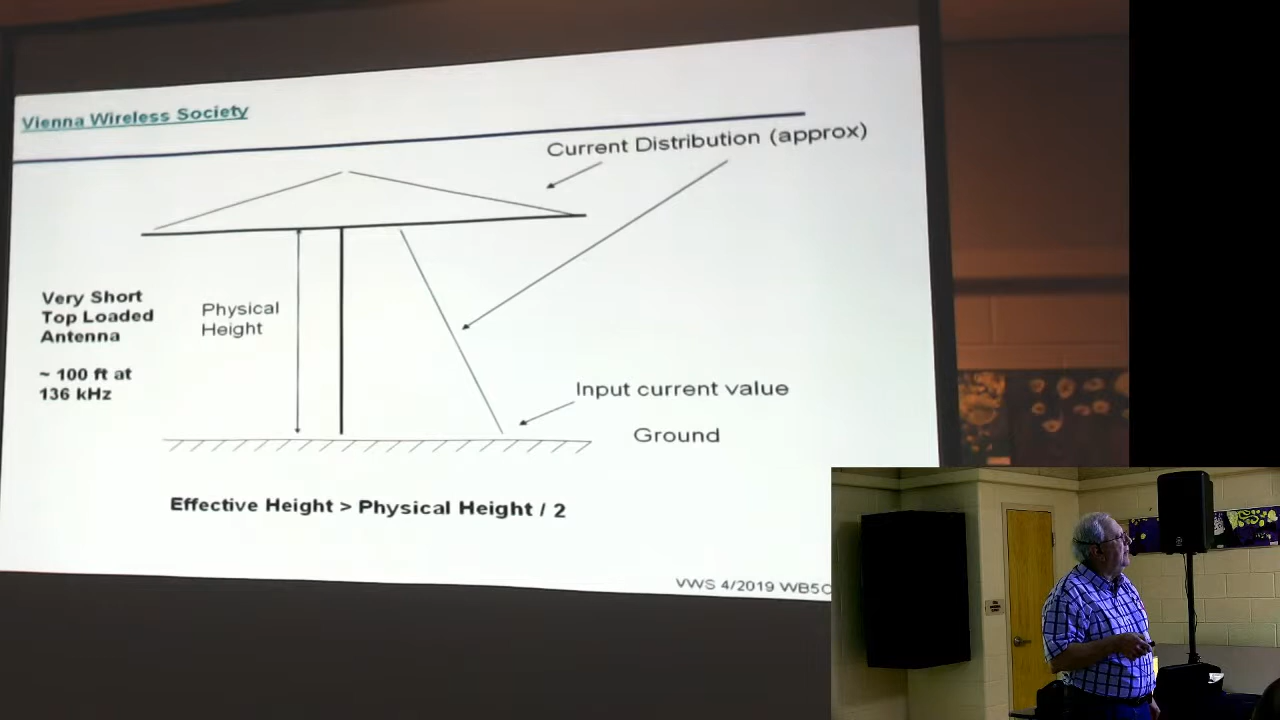 Vienna Wireless Society
Current Distribution (approx)
Very Short
Top Loaded
Antenna
~ 100 ft at
136 kHz
Physical
Height
Input current value
Ground
Effective Height > Physical Height / 2
VWS 4/2019